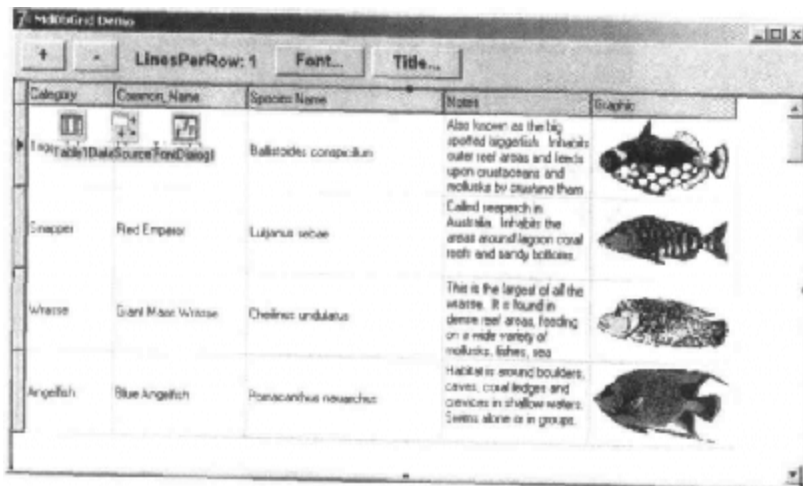 MdDbGrid Demo
+ - LinesPerRow: 1 Font... Title...
Category Common_Name Species Name Notes Graphic
Table1 DataSource FontDialog1
Ballistoides conspicillum
Also known as the big
spotted triggerfish. Inhabits
outer reef areas and feeds
upon crustaceans and
mollusks by crushing them
Snapper Red Emperor Lutjanus sebae
Called seaperch in
Australia. Inhabits the
areas around lagoon coral
reefs and sandy bottoms.
Wrasse Giant Maori Wrasse Cheilinus undulatus
This is the largest of all the
wrasse. It is found in
dense reef areas, feeding
on a wide variety of
mollusks, fishes, sea
Angelfish Blue Angelfish Pomacanthus nauarchus
Habitat is around boulders,
caves, coral ledges and
crevices in shallow waters.
Swims alone or in groups.